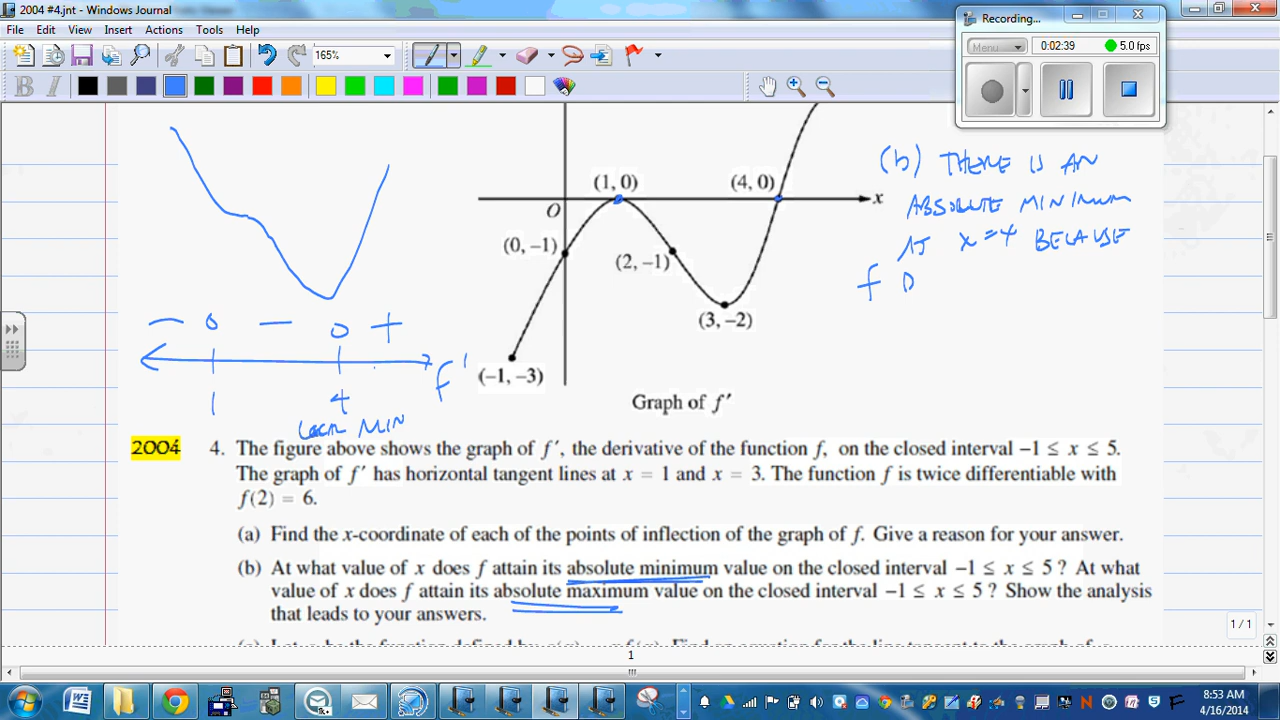 2004 #4.jnt - Windows Journal
File Edit View Insert Actions Tools Help
165%
B I
Recording...
Menu
0:02:39 5.0 fps
(1, 0)
(4, 0)
x
O
(0, −1)
(2, −1)
(3, −2)
(−1, −3)
Graph of f′
(b) THERE IS AN
ABSOLUTE MINIMUM
AT x=4 BECAUSE
f D
− 0 − 0 +
f'
1 4
LOCAL MIN
2004 4. The figure above shows the graph of f′, the derivative of the function f, on the closed interval −1 ≤ x ≤ 5.
The graph of f′ has horizontal tangent lines at x = 1 and x = 3. The function f is twice differentiable with
f(2) = 6.
(a) Find the x-coordinate of each of the points of inflection of the graph of f. Give a reason for your answer.
(b) At what value of x does f attain its absolute minimum value on the closed interval −1 ≤ x ≤ 5? At what
value of x does f attain its absolute maximum value on the closed interval −1 ≤ x ≤ 5? Show the analysis
that leads to your answers.
1 / 1
1
8:53 AM
4/16/2014